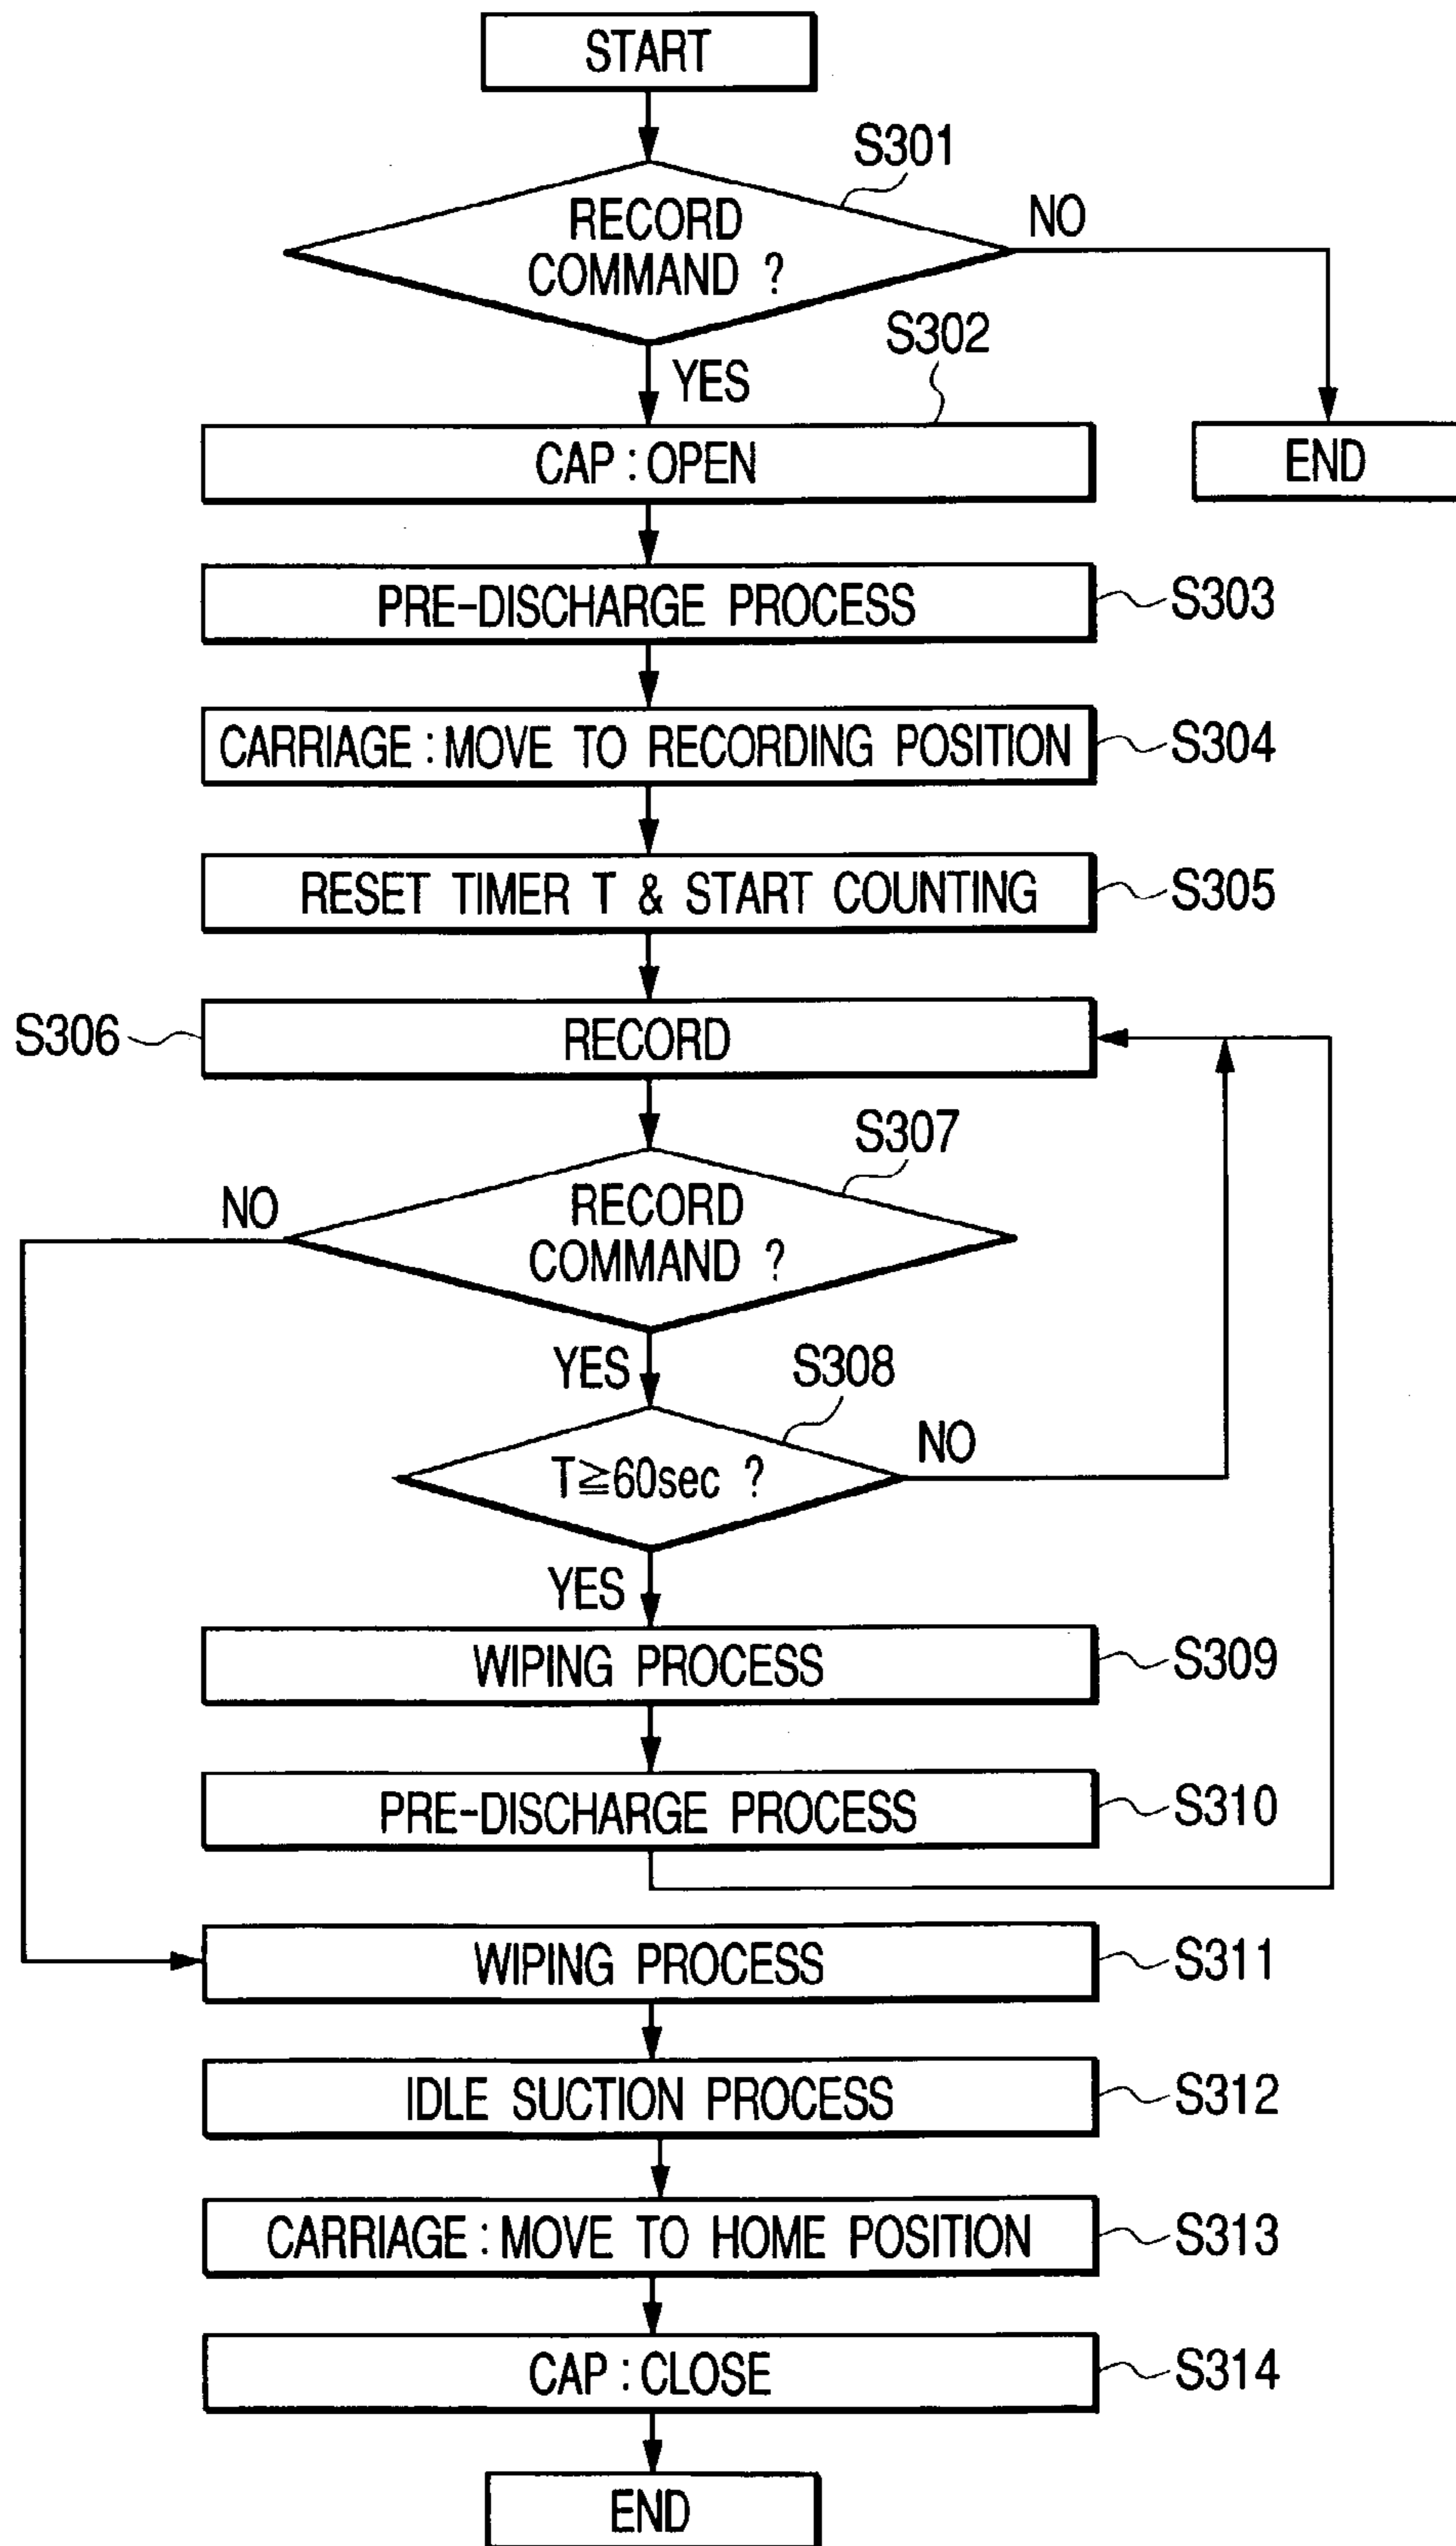 START
S301
RECORD
COMMAND ?
NO
S302
YES
CAP : OPEN
END
PRE-DISCHARGE PROCESS
S303
CARRIAGE : MOVE TO RECORDING POSITION
S304
RESET TIMER T & START COUNTING
S305
S306
RECORD
S307
NO
RECORD
COMMAND ?
YES
S308
T≧60sec ?
NO
YES
WIPING PROCESS
S309
PRE-DISCHARGE PROCESS
S310
WIPING PROCESS
S311
IDLE SUCTION PROCESS
S312
CARRIAGE : MOVE TO HOME POSITION
S313
CAP : CLOSE
S314
END